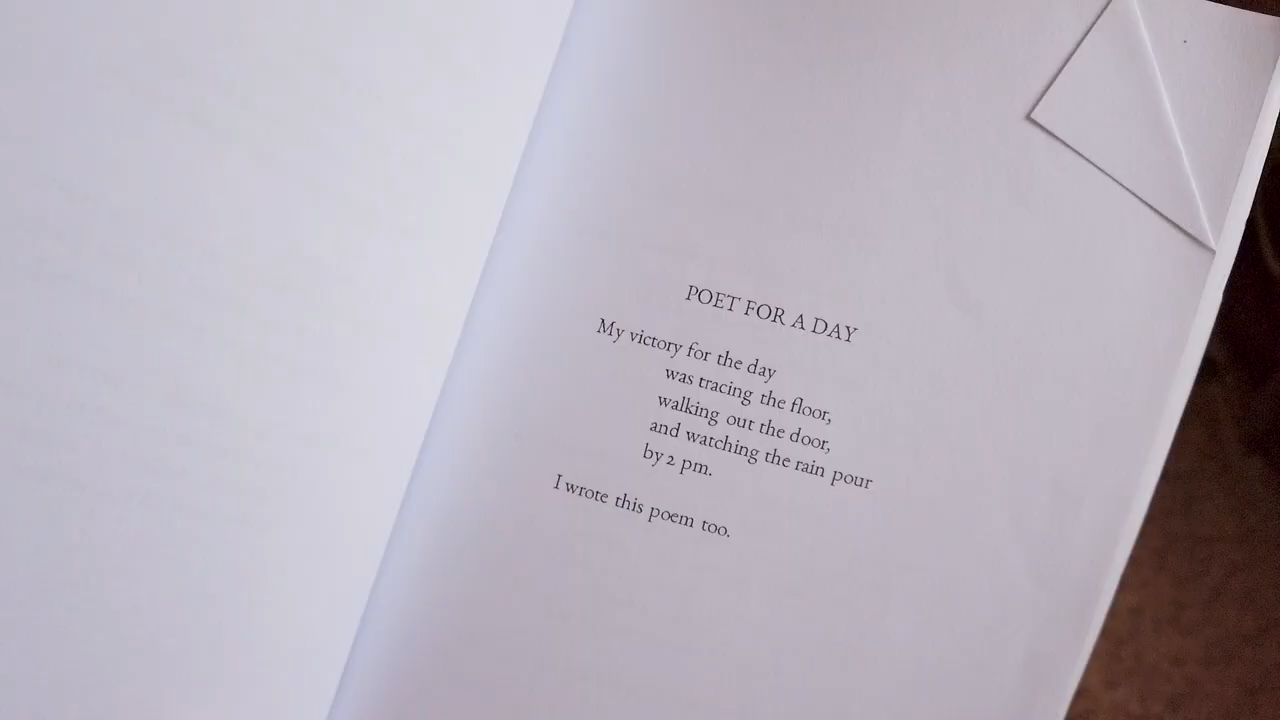 POET FOR A DAY
My victory for the day
was tracing the floor,
walking out the door,
and watching the rain pour
by 2 pm.
I wrote this poem too.